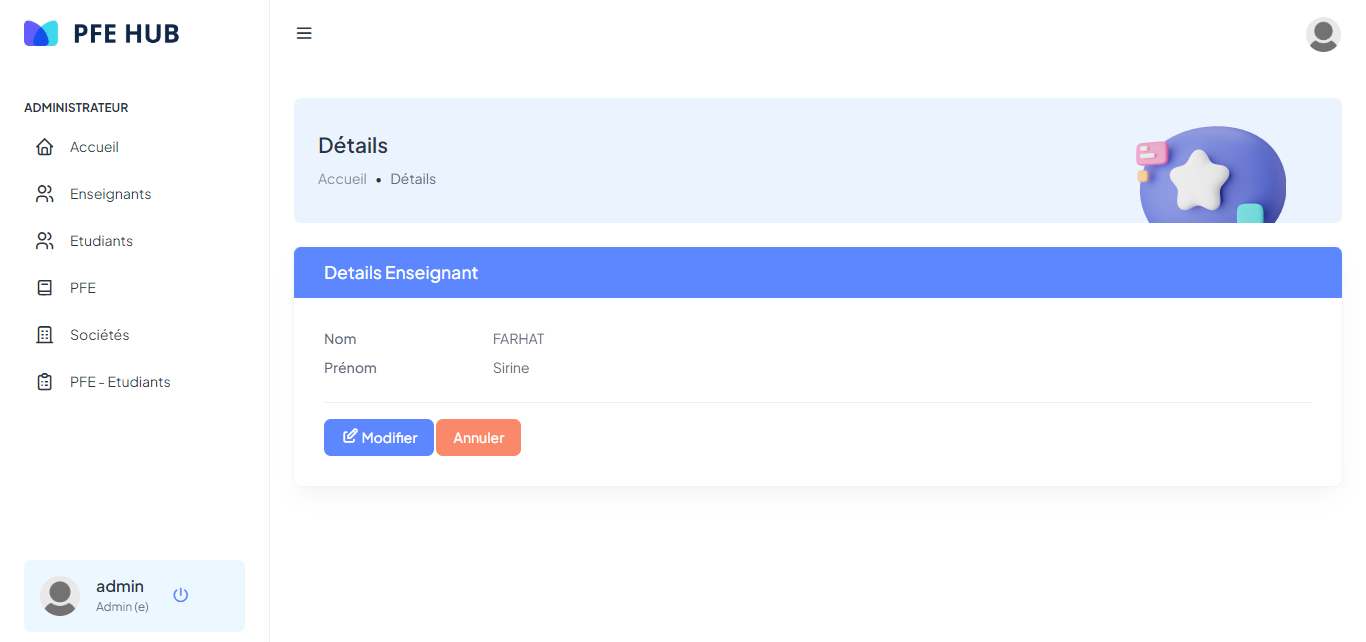 PFE HUB
ADMINISTRATEUR
Accueil
Enseignants
Etudiants
PFE
Sociétés
PFE - Etudiants
admin
Admin (e)
Détails
Accueil • Détails
Details Enseignant
Nom FARHAT
Prénom Sirine
Modifier Annuler